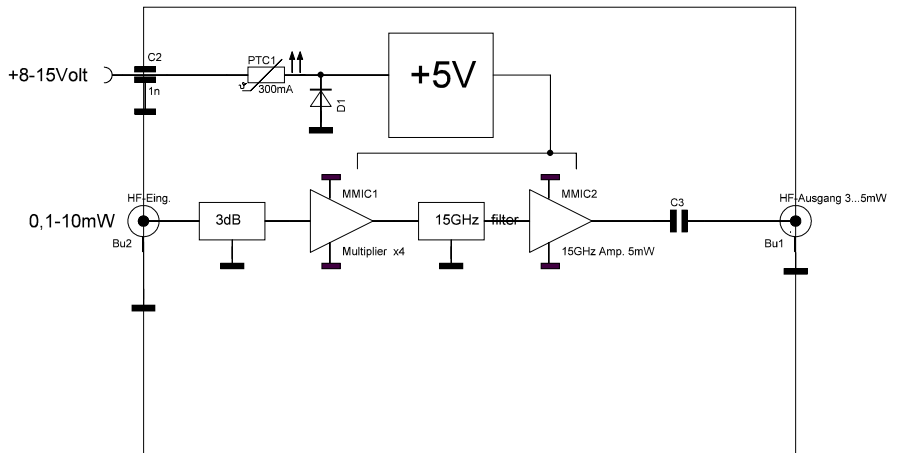 C2
+8-15Volt
1n
PTC1
300mA
D1
+5V
HF-Eing.
0,1-10mW
Bu2
3dB
MMIC1
Multiplier x4
15GHz filter
MMIC2
15GHz Amp. 5mW
C3
HF-Ausgang 3...5mW
Bu1